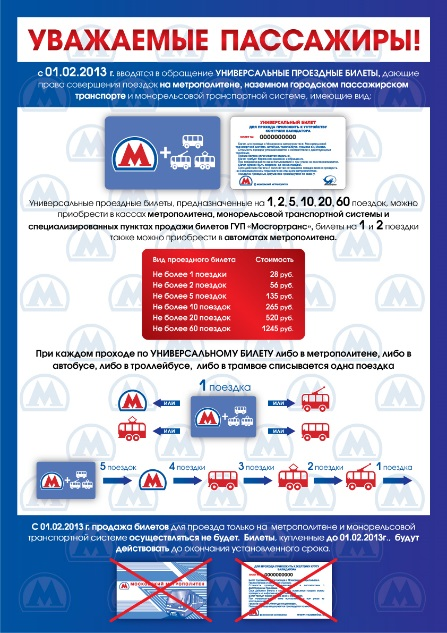 УВАЖАЕМЫЕ ПАССАЖИРЫ!
с 01.02.2013 г. вводятся в обращение УНИВЕРСАЛЬНЫЕ ПРОЕЗДНЫЕ БИЛЕТЫ, дающие
право совершения поездок на метрополитене, наземном городском пассажирском
транспорте и монорельсовой транспортной системе, имеющие вид:
М +
УНИВЕРСАЛЬНЫЙ БИЛЕТ
ДЛЯ ПРОХОДА ПРИЛОЖИТЬ К УСТРОЙСТВУ
0000000000
Универсальные проездные билеты, предназначенные на 1, 2, 5, 10, 20, 60 поездок, можно
приобрести в кассах метрополитена, монорельсовой транспортной системы и
специализированных пунктах продажи билетов ГУП «Мосгортранс», билеты на 1 и 2 поездки
также можно приобрести в автоматах метрополитена.
Вид проездного билета Стоимость
Не более 1 поездки 28 руб.
Не более 2 поездок 56 руб.
Не более 5 поездок 135 руб.
Не более 10 поездок 265 руб.
Не более 20 поездок 520 руб.
Не более 60 поездок 1245 руб.
При каждом проходе по УНИВЕРСАЛЬНОМУ БИЛЕТУ либо в метрополитене, либо в
автобусе, либо в троллейбусе, либо в трамвае списывается одна поездка
1 поездка
М ИЛИ М + ИЛИ
ИЛИ ИЛИ
5 поездок 4 поездки 3 поездки 2 поездки 1 поездка
М + М
С 01.02.2013 г. продажа билетов для проезда только на метрополитене и монорельсовой
транспортной системе осуществляться не будет. Билеты, купленные до 01.02.2013г., будут
действовать до окончания установленного срока.
МОСКОВСКИЙ МЕТРОПОЛИТЕН
0000000000